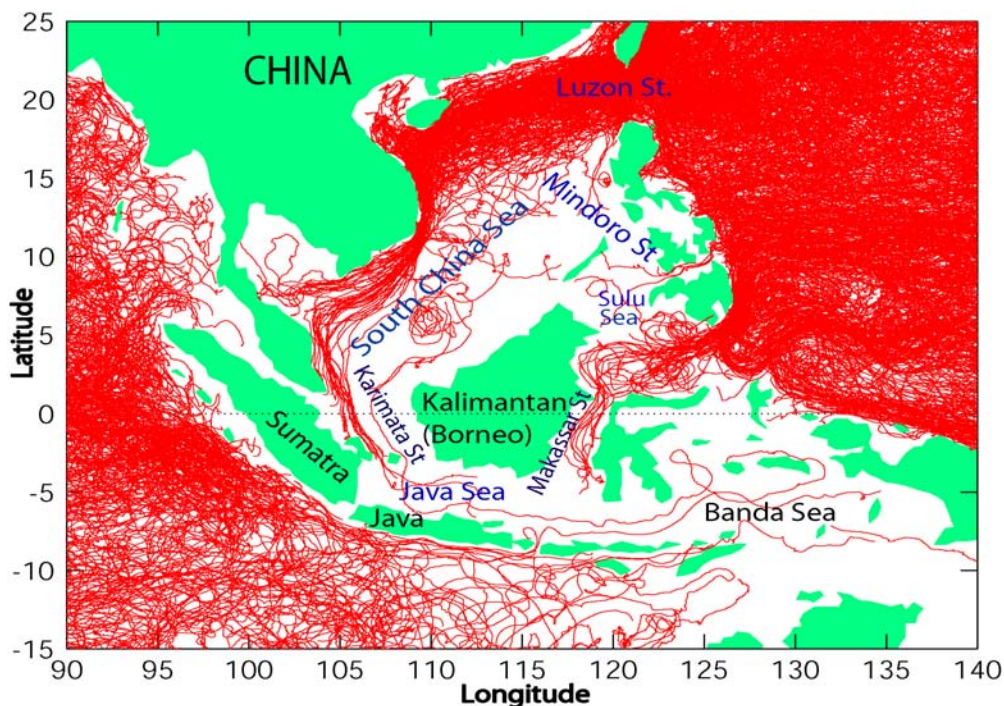 25
20
15
10
5
0
-5
-10
-15
Latitude
CHINA
Luzon St.
Mindoro St
South China Sea
Sulu
Sea
Karimata St
Kalimantan
(Borneo)
Makassar St
Sumatra
Java Sea
Java
Banda Sea
90 95 100 105 110 115 120 125 130 135 140
Longitude